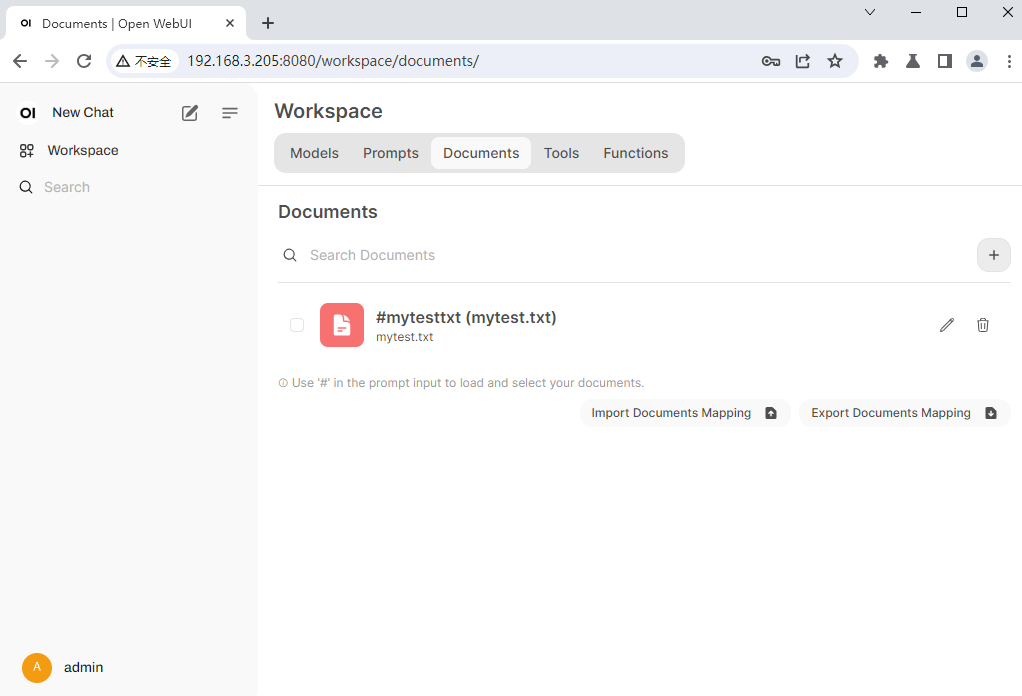 OI Documents | Open WebUI
不安全 192.168.3.205:8080/workspace/documents/
OI New Chat
Workspace
Search
Workspace
Models Prompts Documents Tools Functions
Documents
Search Documents
#mytesttxt (mytest.txt)
mytest.txt
Use '#' in the prompt input to load and select your documents.
Import Documents Mapping Export Documents Mapping
A admin